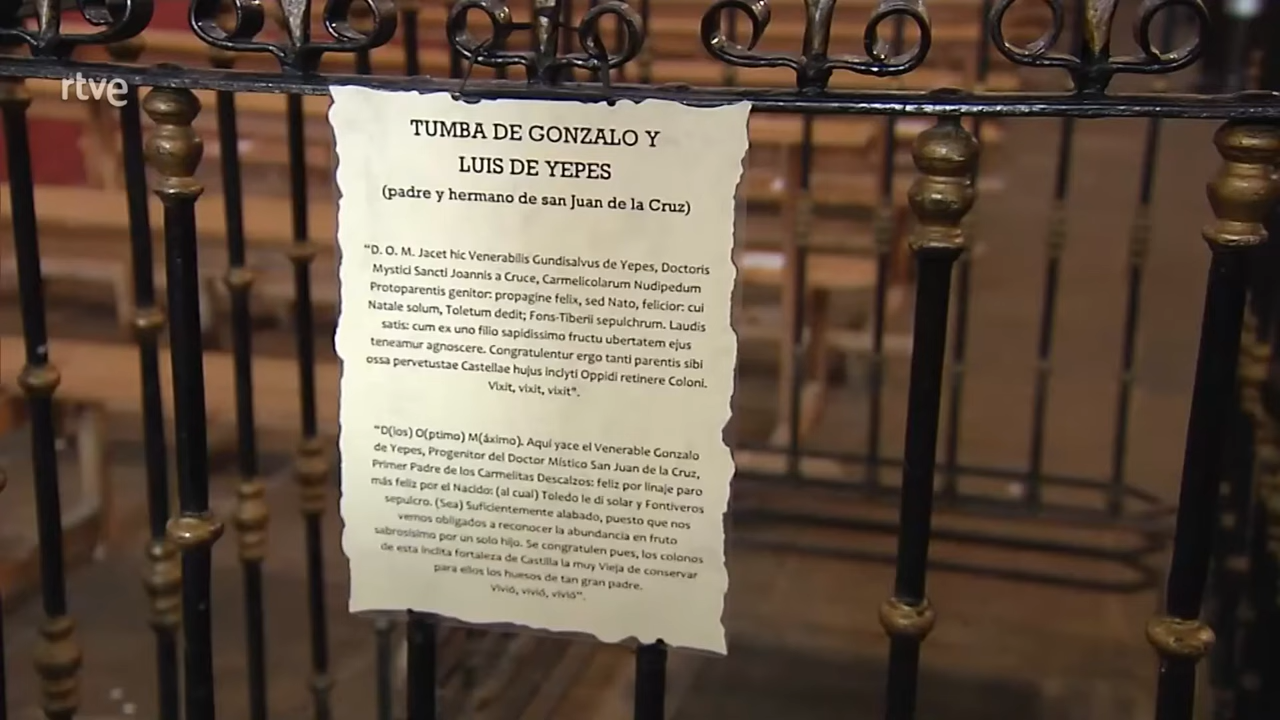 rtve
TUMBA DE GONZALO Y
LUIS DE YEPES
(padre y hermano de san Juan de la Cruz)
"D. O. M. Jacet hic Venerabilis Gundisalvus de Yepes, Doctoris
Mystici Sancti Joannis a Cruce, Carmelicolarum Nudipedum
Protoparentis genitor: propagine felix, sed Nato, felicior: cui
Natale solum, Toletum dedit; Fons-Tiberii sepulchrum. Laudis
satis: cum ex uno filio sapidissimo fructu ubertatem ejus
teneamur agnoscere. Congratulentur ergo tanti parentis sibi
ossa pervetustae Castellae hujus inclyti Oppidi retinere Coloni.
Vixit, vixit, vixit".
"D(ios) O(ptimo) M(áximo). Aquí yace el Venerable Gonzalo
de Yepes, Progenitor del Doctor Místico San Juan de la Cruz,
Primer Padre de los Carmelitas Descalzos: feliz por linaje paro
más feliz por el Nacido: (al cual) Toledo le di solar y Fontiveros
sepulcro. (Sea) Suficientemente alabado, puesto que nos
vemos obligados a reconocer la abundancia en fruto
sabrosísimo por un solo hijo. Se congratulen pues, los colonos
de esta ínclita fortaleza de Castilla la muy Vieja de conservar
para ellos los huesos de tan gran padre.
Vivió, vivió, vivió".